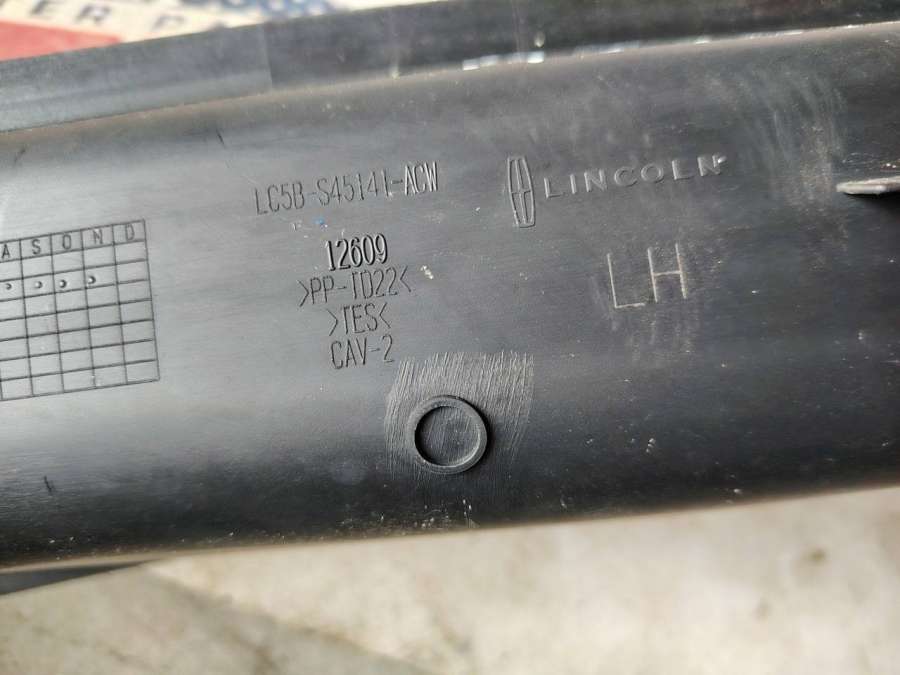 LC5B-S45141-ACW
LINCOLN
12609
>PP-TD22<
>TES<
CAV-2
LH
A S O N D